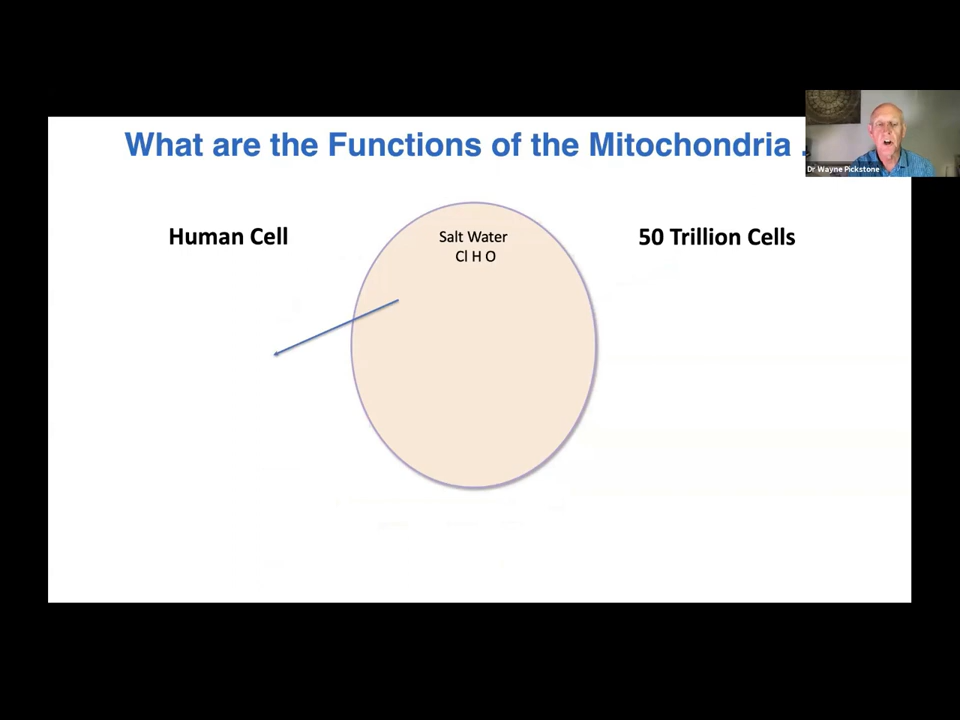 What are the Functions of the Mitochondria
Dr Wayne Pickstone
Human Cell
Salt Water
Cl H O
50 Trillion Cells